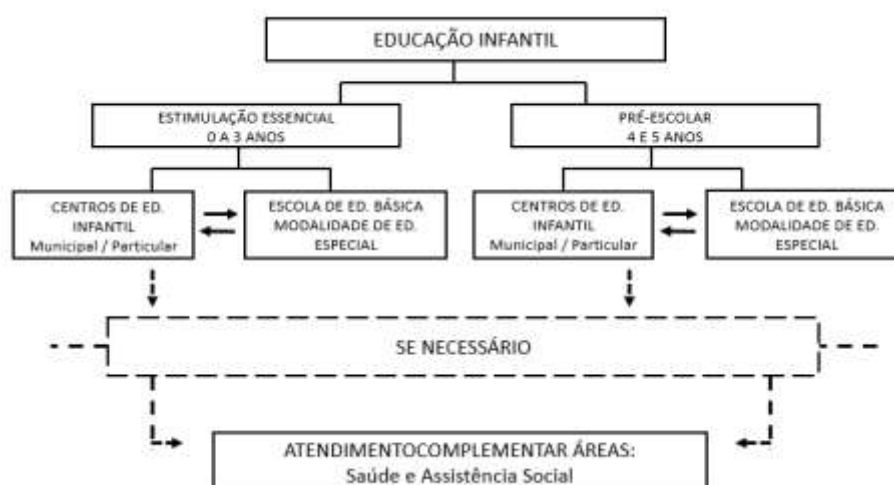 EDUCAÇÃO INFANTIL
ESTIMULAÇÃO ESSENCIAL
0 A 3 ANOS
PRÉ-ESCOLAR
4 E 5 ANOS
CENTROS DE ED.
INFANTIL
Municipal / Particular
ESCOLA DE ED. BÁSICA
MODALIDADE DE ED.
ESPECIAL
CENTROS DE ED.
INFANTIL
Municipal / Particular
ESCOLA DE ED. BÁSICA
MODALIDADE DE ED.
ESPECIAL
SE NECESSÁRIO
ATENDIMENTOCOMPLEMENTAR ÁREAS:
Saúde e Assistência Social